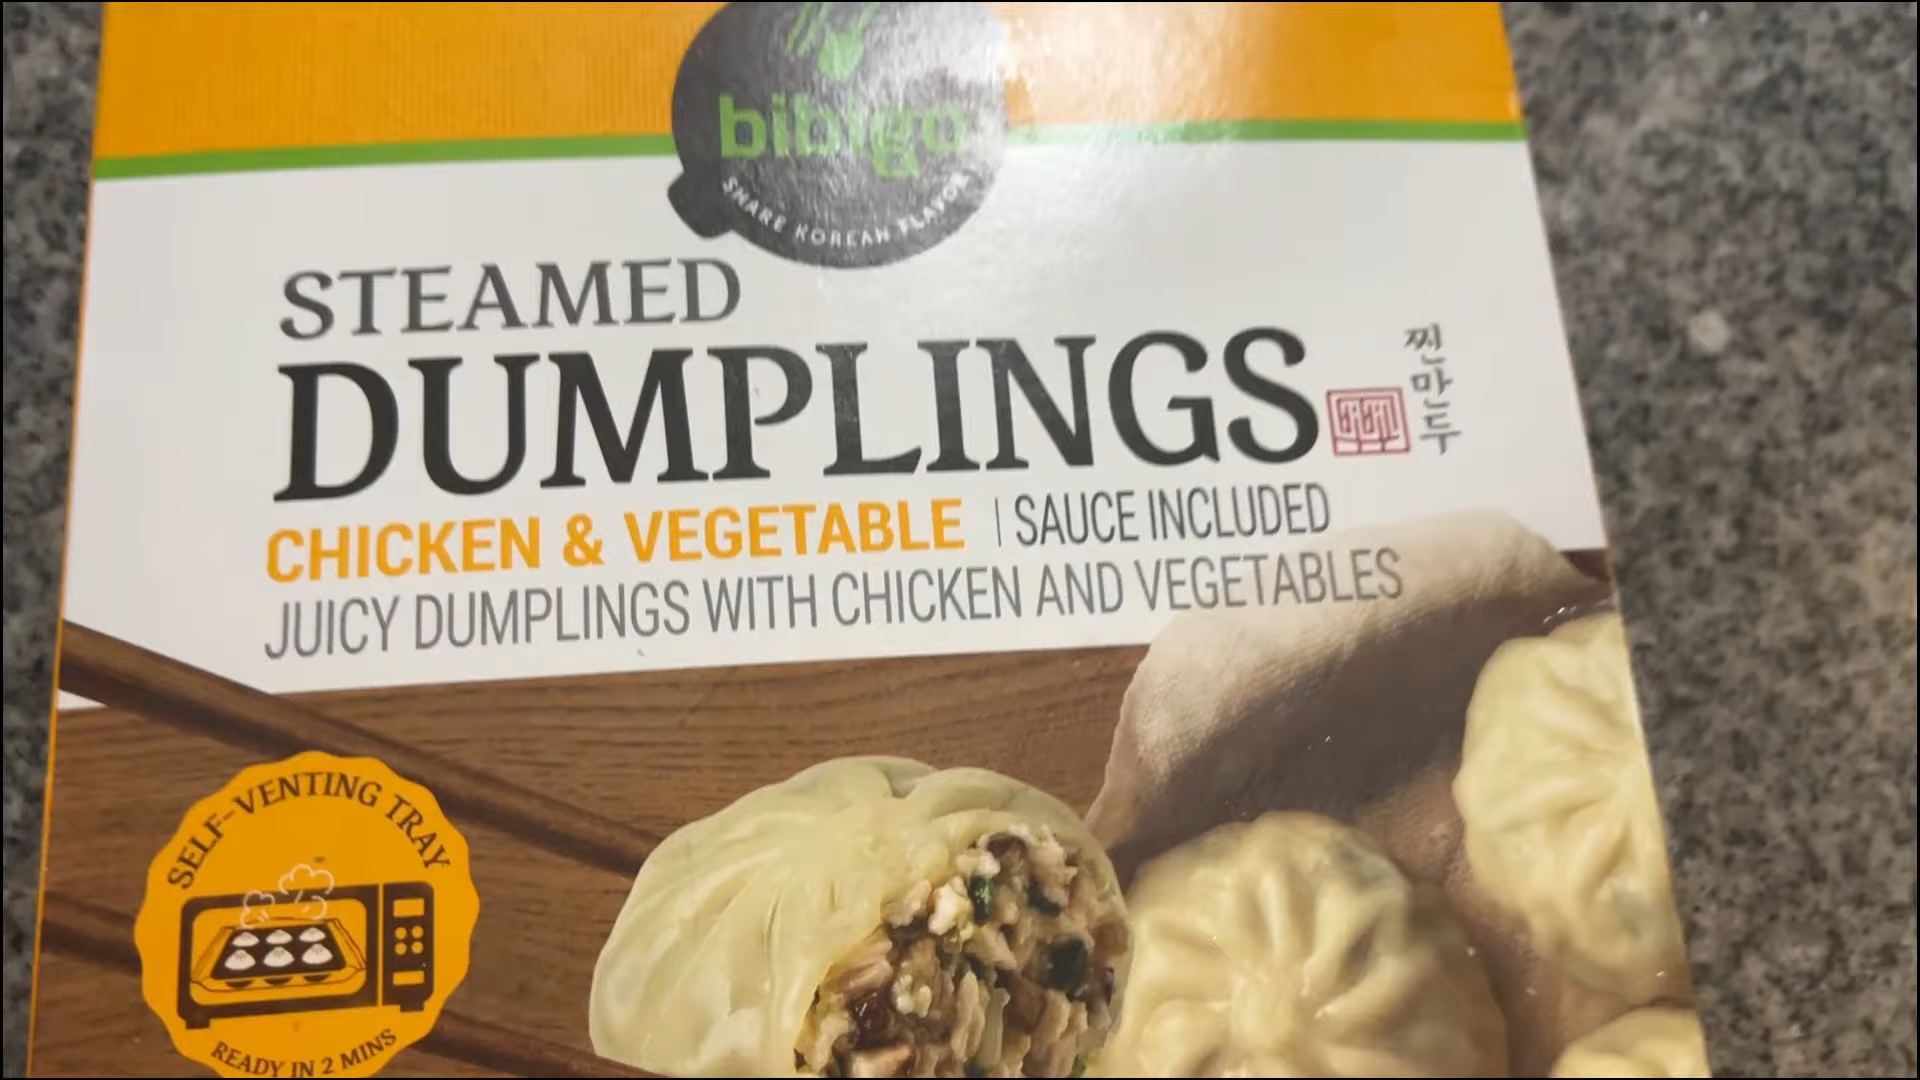 bibigo
SHARE KOREAN FLAVOR
STEAMED
DUMPLINGS
찐만두
CHICKEN & VEGETABLE | SAUCE INCLUDED
JUICY DUMPLINGS WITH CHICKEN AND VEGETABLES
SELF-VENTING TRAY
READY IN 2 MINS